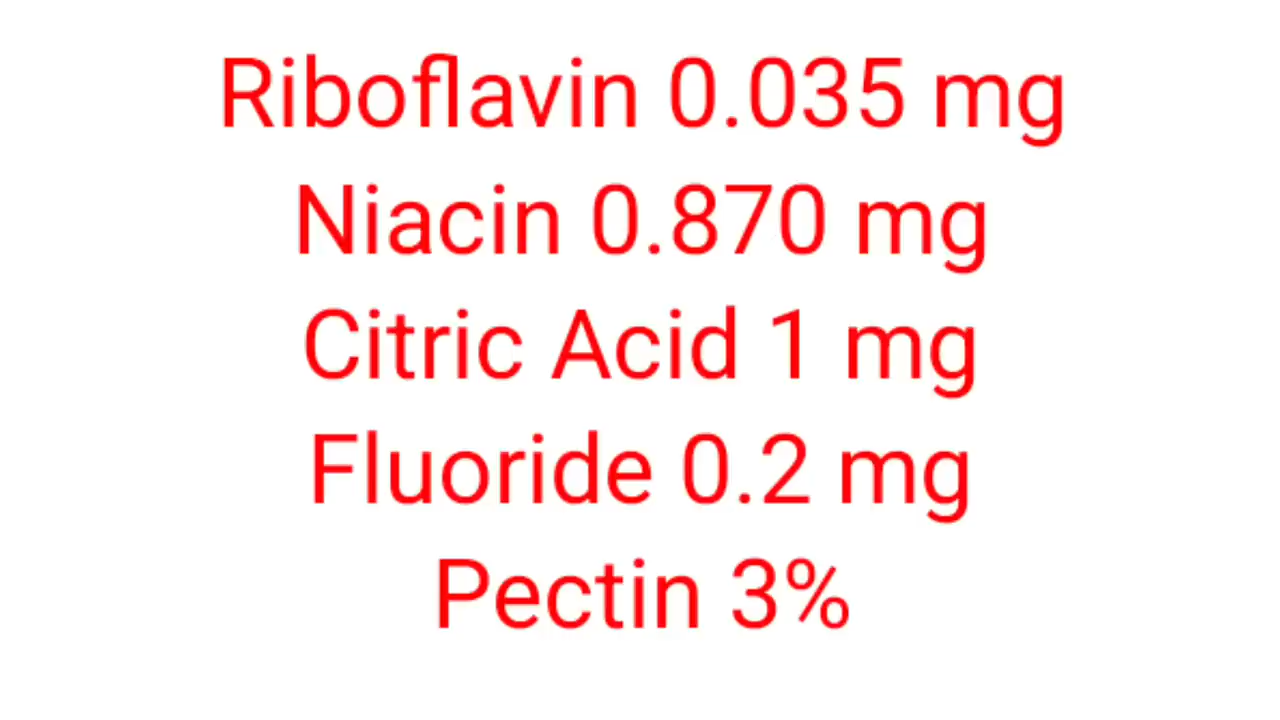 Riboflavin 0.035 mg
Niacin 0.870 mg
Citric Acid 1 mg
Fluoride 0.2 mg
Pectin 3%